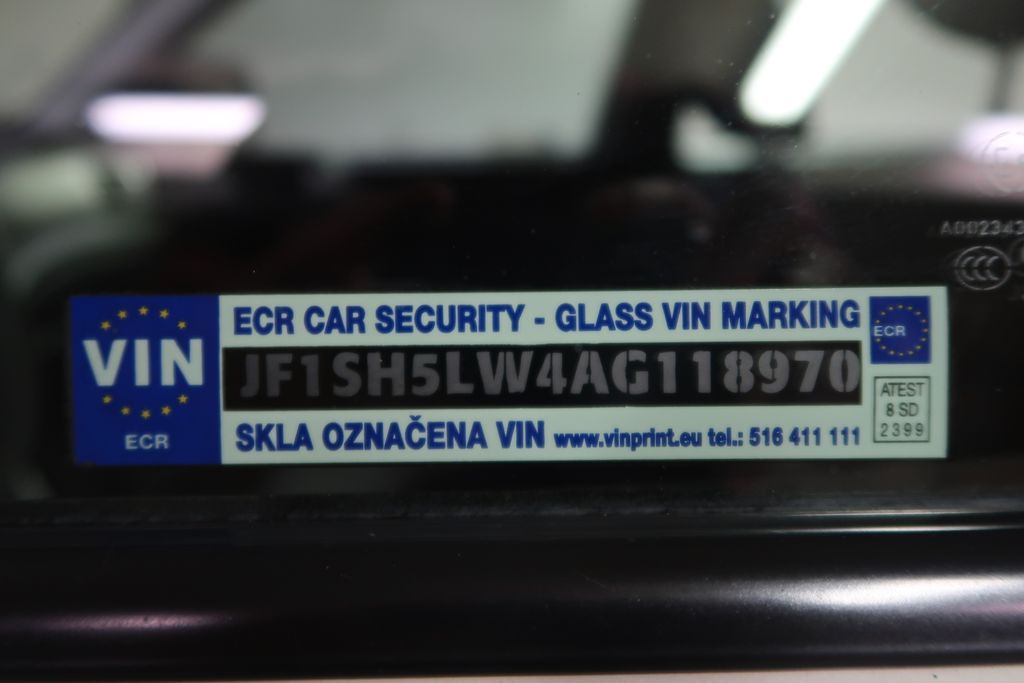 VIN
ECR
ECR CAR SECURITY - GLASS VIN MARKING
JF1SH5LW4AG118970
SKLA OZNAČENA VIN www.vinprint.eu tel.: 516 411 111
ECR
ATEST
8 SD
2399
CCC